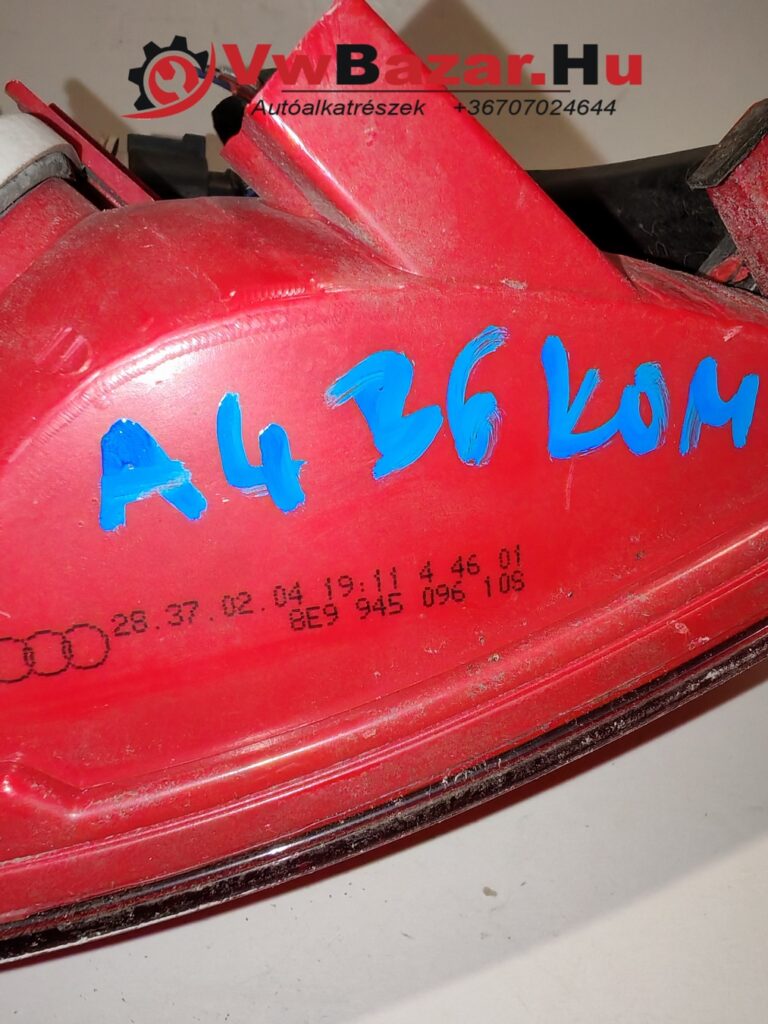 VwBazar.Hu
Autóalkatrészek +36707024644
A4 B6 KOM
28.37.02.04 19:11 4 46 01
8E9 945 096 10S